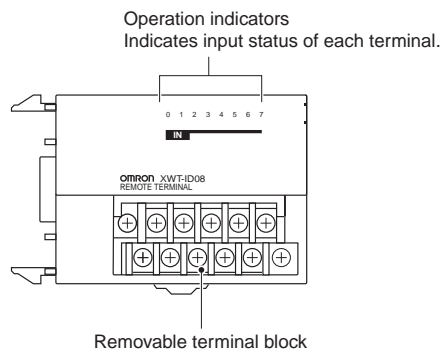 Operation indicators
Indicates input status of each terminal.
0 1 2 3 4 5 6 7
IN
OMRON XWT-ID08
REMOTE TERMINAL
Removable terminal block